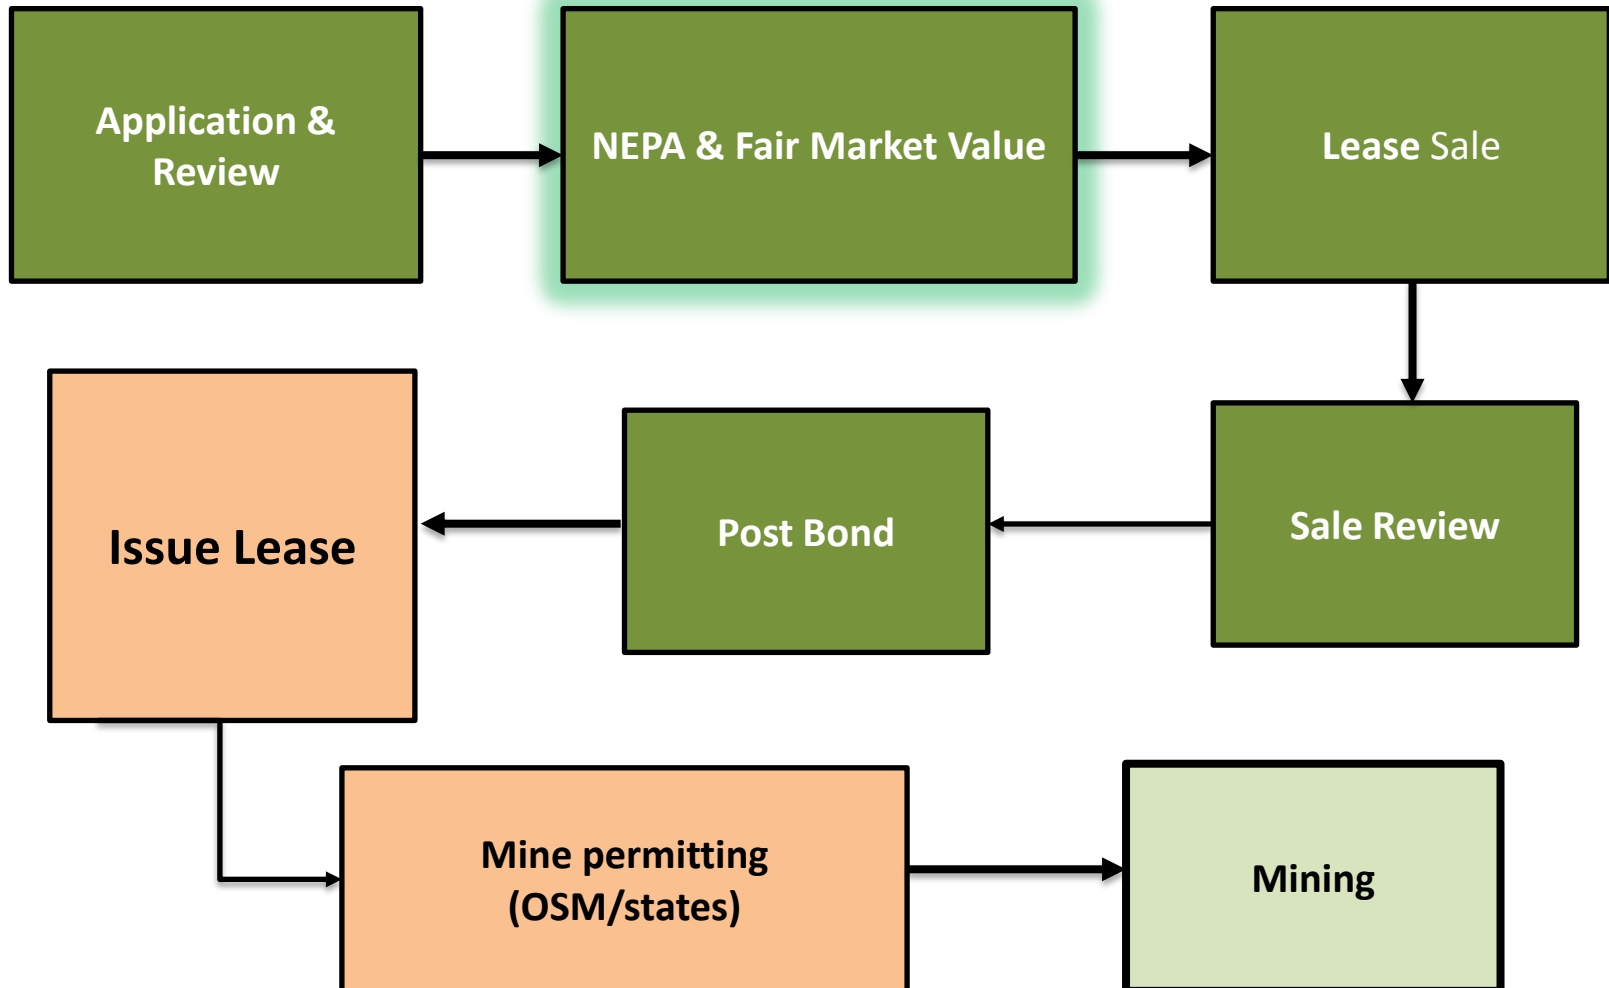 Application &
Review
NEPA & Fair Market Value
Lease Sale
Issue Lease
Post Bond
Sale Review
Mine permitting
(OSM/states)
Mining